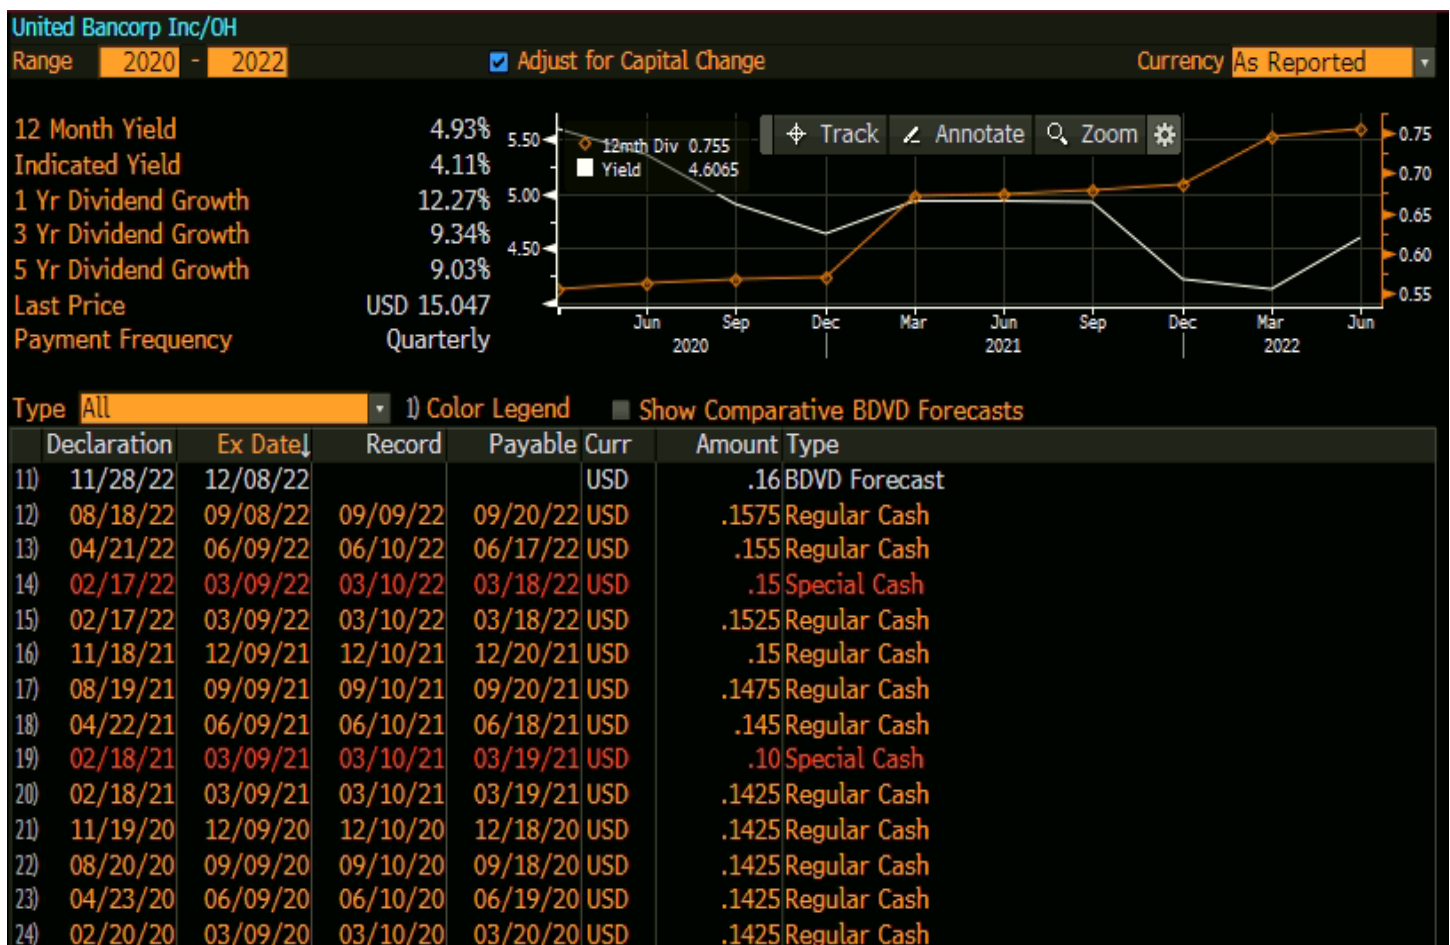 United Bancorp Inc/OH
Range 2020 - 2022 Adjust for Capital Change Currency As Reported
12 Month Yield 4.93%
Indicated Yield 4.11%
1 Yr Dividend Growth 12.27%
3 Yr Dividend Growth 9.34%
5 Yr Dividend Growth 9.03%
Last Price USD 15.047
Payment Frequency Quarterly
Track Annotate Zoom
12mth Div 0.755
Yield 4.6065
5.50
5.00
4.50
0.75
0.70
0.65
0.60
0.55
Jun Sep Dec Mar Jun Sep Dec Mar Jun
2020 2021 2022
Type All 1) Color Legend Show Comparative BDVD Forecasts
Declaration Ex Date↓ Record Payable Curr Amount Type
11) 11/28/22 12/08/22 USD .16 BDVD Forecast
12) 08/18/22 09/08/22 09/09/22 09/20/22 USD .1575 Regular Cash
13) 04/21/22 06/09/22 06/10/22 06/17/22 USD .155 Regular Cash
14) 02/17/22 03/09/22 03/10/22 03/18/22 USD .15 Special Cash
15) 02/17/22 03/09/22 03/10/22 03/18/22 USD .1525 Regular Cash
16) 11/18/21 12/09/21 12/10/21 12/20/21 USD .15 Regular Cash
17) 08/19/21 09/09/21 09/10/21 09/20/21 USD .1475 Regular Cash
18) 04/22/21 06/09/21 06/10/21 06/18/21 USD .145 Regular Cash
19) 02/18/21 03/09/21 03/10/21 03/19/21 USD .10 Special Cash
20) 02/18/21 03/09/21 03/10/21 03/19/21 USD .1425 Regular Cash
21) 11/19/20 12/09/20 12/10/20 12/18/20 USD .1425 Regular Cash
22) 08/20/20 09/09/20 09/10/20 09/18/20 USD .1425 Regular Cash
23) 04/23/20 06/09/20 06/10/20 06/19/20 USD .1425 Regular Cash
24) 02/20/20 03/09/20 03/10/20 03/20/20 USD .1425 Regular Cash